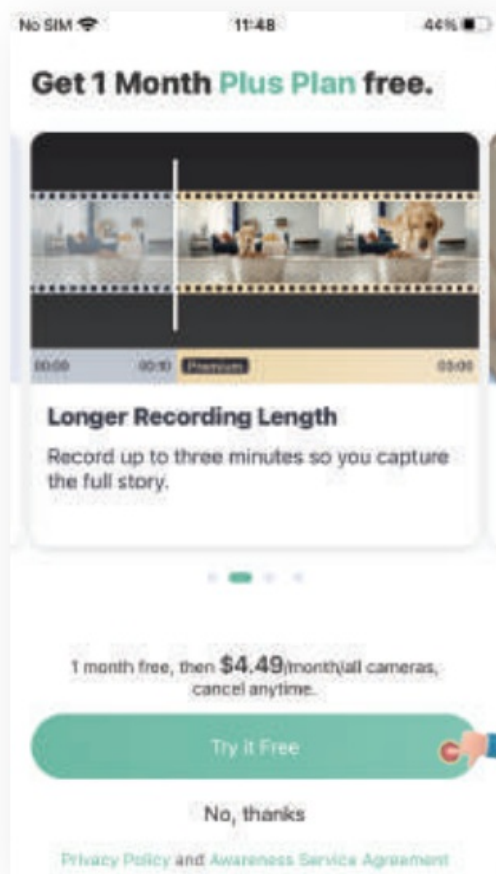 No SIM 11:48 44%
Get 1 Month Plus Plan free.
00:00 00:10 Premium 03:00
Longer Recording Length
Record up to three minutes so you capture
the full story.
1 month free, then $4.49/month/all cameras,
cancel anytime.
Try it Free
No, thanks
Privacy Policy and Awareness Service Agreement